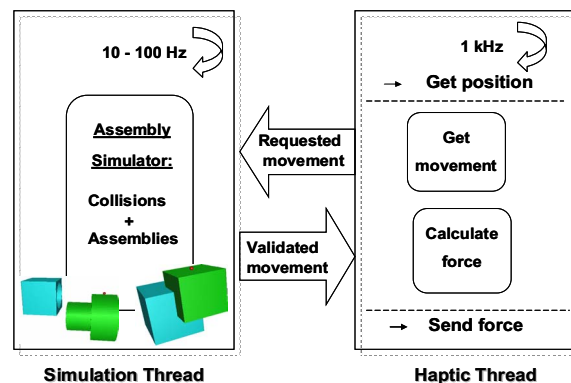 10 - 100 Hz
Assembly
Simulator:
Collisions
+
Assemblies
Simulation Thread
Requested
movement
Validated
movement
1 kHz
Get position
Get
movement
Calculate
force
Send force
Haptic Thread